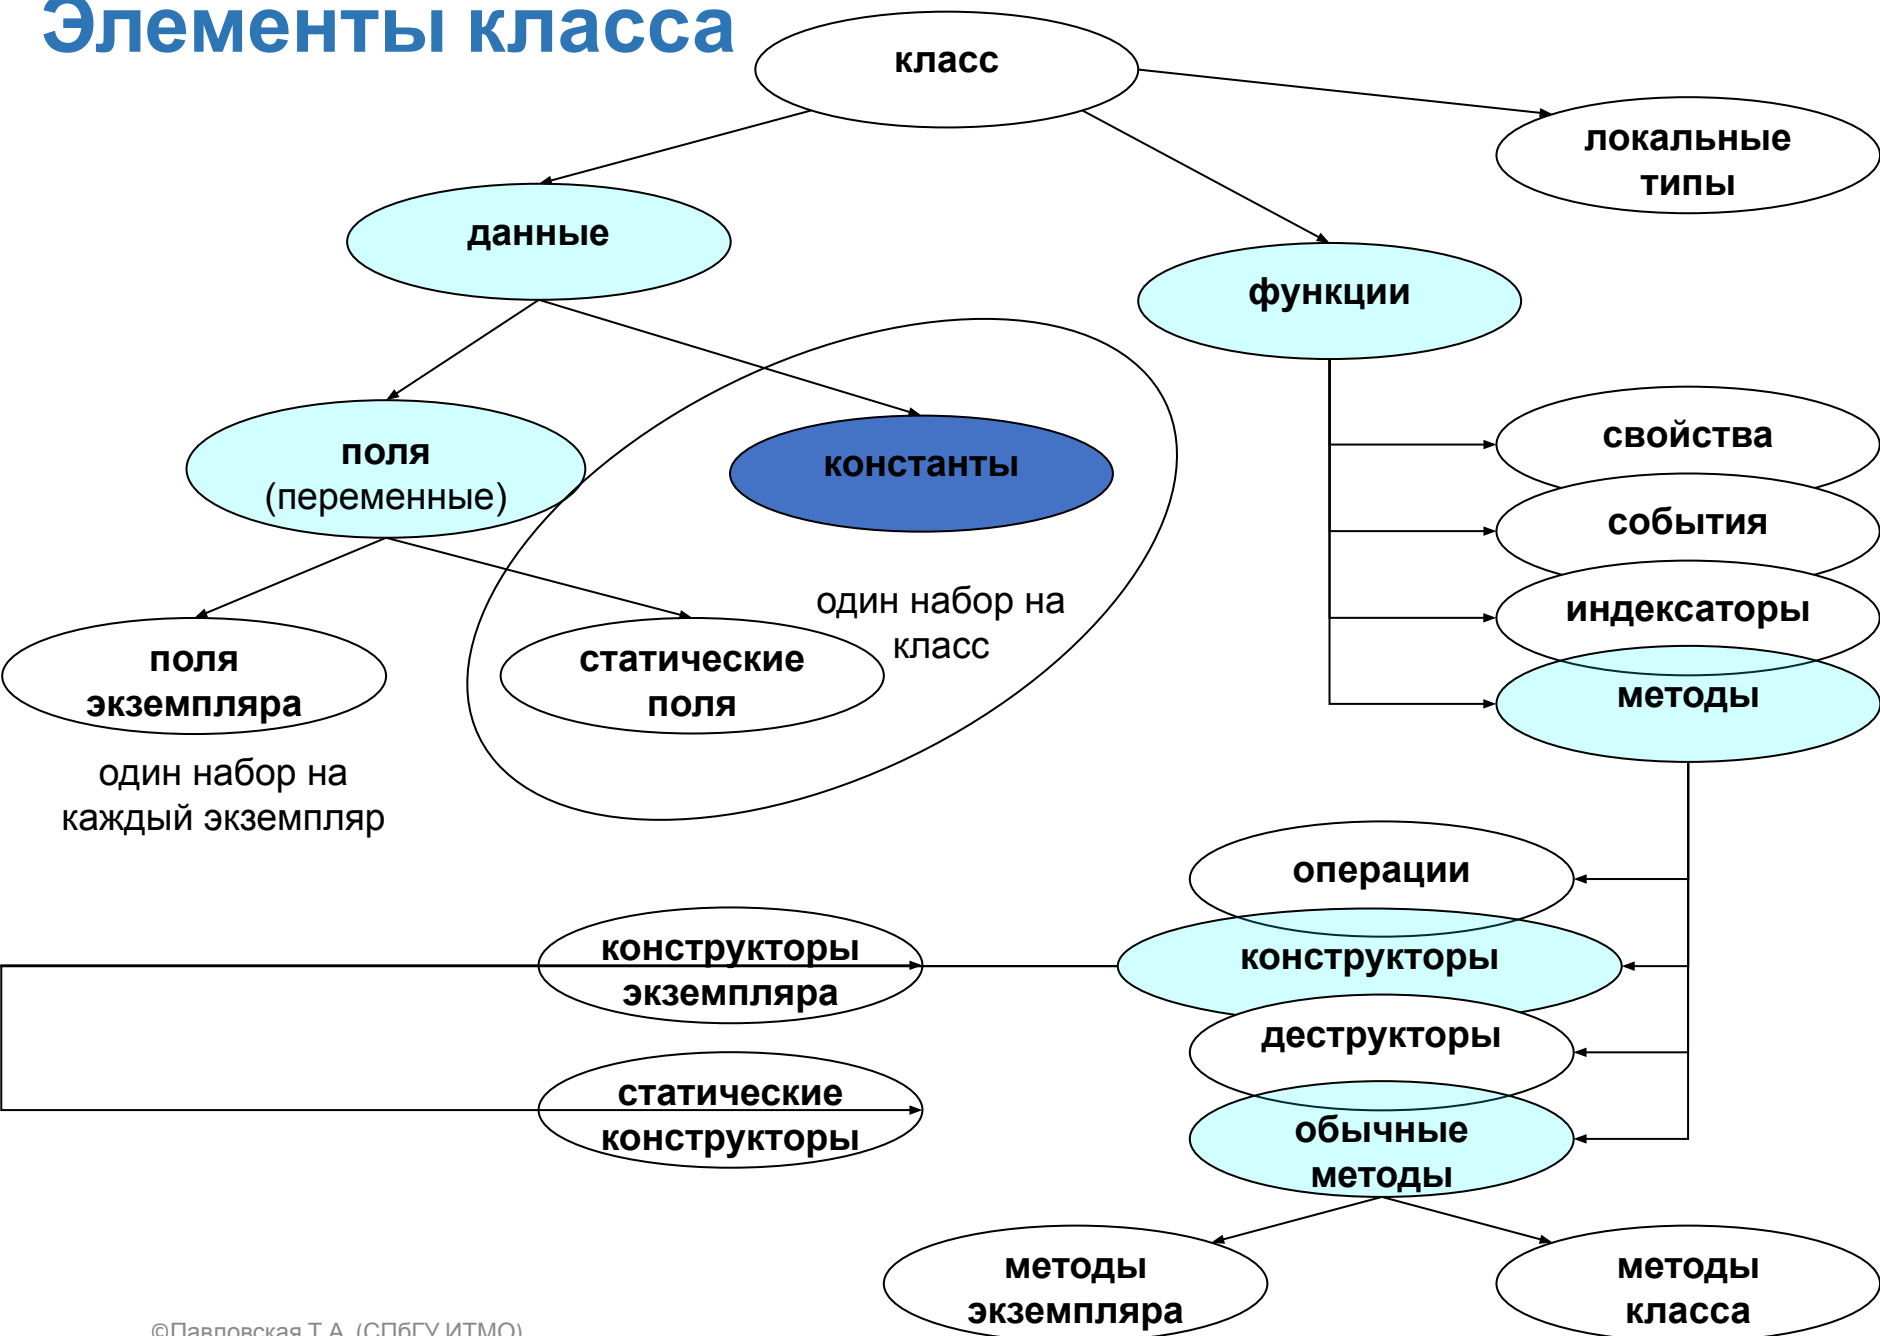 Элементы класса
класс
локальные
типы
данные
функции
поля
(переменные)
константы
свойства
события
индексаторы
методы
один набор на
класс
поля
экземпляра
статические
поля
один набор на
каждый экземпляр
операции
конструкторы
деструкторы
обычные
методы
конструкторы
экземпляра
статические
конструкторы
методы
экземпляра
методы
класса
©Павловская Т.А. (СПбГУ ИТМО)